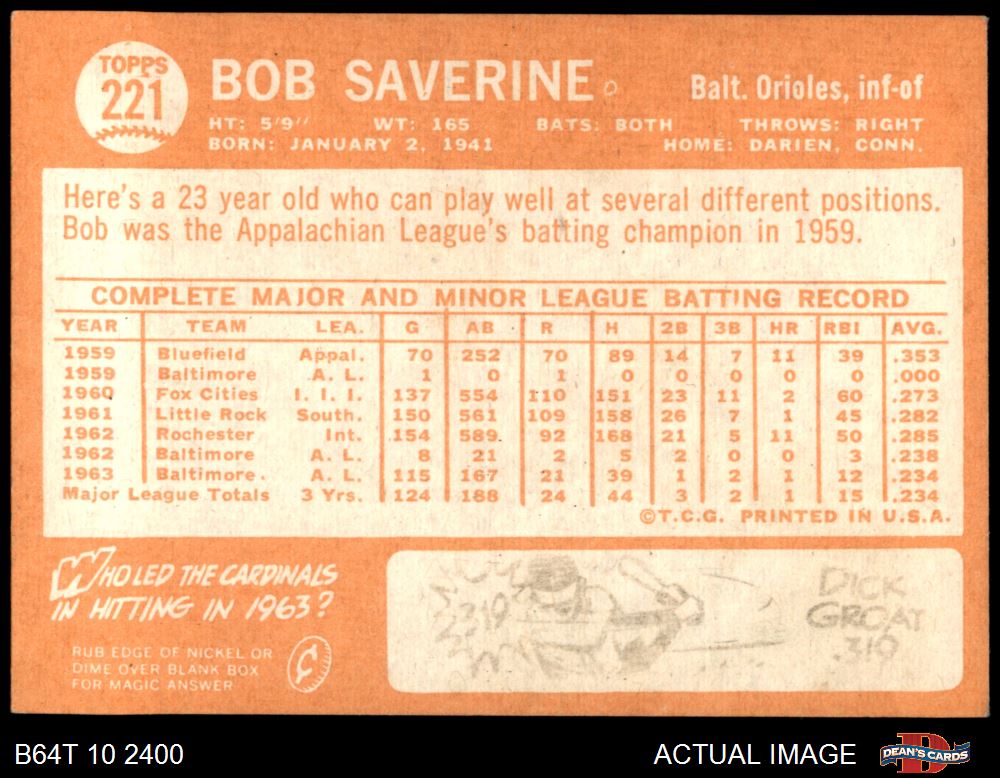 TOPPS
221
BOB SAVERINE
Balt. Orioles, inf-of
HT: 5'9" WT: 165 BATS: BOTH THROWS: RIGHT
BORN: JANUARY 2, 1941 HOME: DARIEN, CONN.
Here's a 23 year old who can play well at several different positions.
Bob was the Appalachian League's batting champion in 1959.
COMPLETE MAJOR AND MINOR LEAGUE BATTING RECORD
YEAR TEAM LEA. G AB R H 2B 3B HR RBI AVG.
1959 Bluefield Appal. 70 252 70 89 14 7 11 39 .353
1959 Baltimore A. L. 1 0 1 0 0 0 0 0 .000
1960 Fox Cities I. I. I. 137 554 110 151 23 11 2 60 .273
1961 Little Rock South. 150 561 109 158 26 7 1 45 .282
1962 Rochester Int. 154 589 92 168 21 5 11 50 .285
1962 Baltimore A. L. 8 21 2 5 2 0 0 3 .238
1963 Baltimore. A. L. 115 167 21 39 1 2 1 12 .234
Major League Totals 3 Yrs. 124 188 24 44 3 2 1 15 .234
©T.C.G. PRINTED IN U.S.A.
WHO LED THE CARDINALS
IN HITTING IN 1963?
RUB EDGE OF NICKEL OR
DIME OVER BLANK BOX
FOR MAGIC ANSWER
¢
.319
DICK
GROAT
.319
B64T 10 2400
ACTUAL IMAGE
DEAN'S CARDS